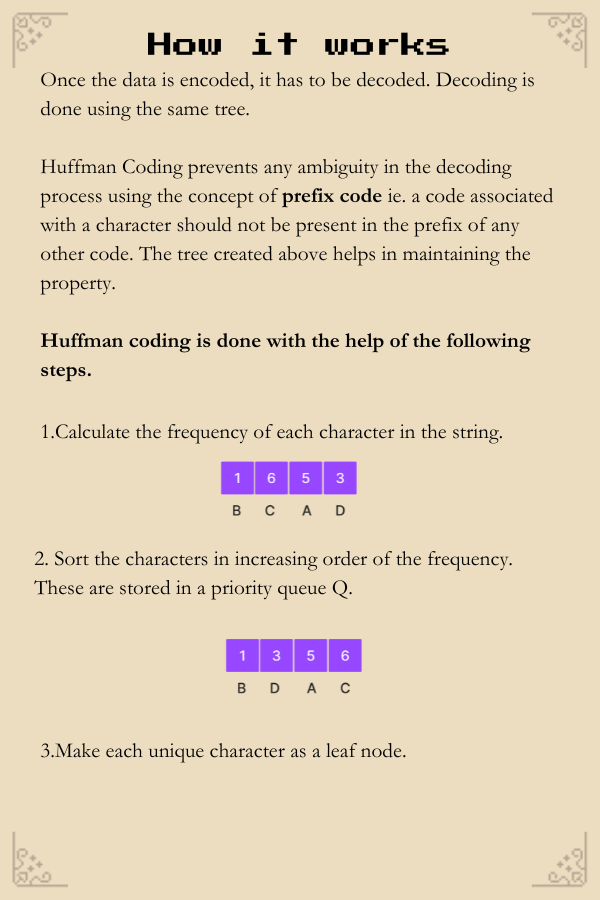 How it works
Once the data is encoded, it has to be decoded. Decoding is
done using the same tree.
Huffman Coding prevents any ambiguity in the decoding
process using the concept of prefix code ie. a code associated
with a character should not be present in the prefix of any
other code. The tree created above helps in maintaining the
property.
Huffman coding is done with the help of the following
steps.
1.Calculate the frequency of each character in the string.
1 6 5 3
B C A D
2. Sort the characters in increasing order of the frequency.
These are stored in a priority queue Q.
1 3 5 6
B D A C
3.Make each unique character as a leaf node.